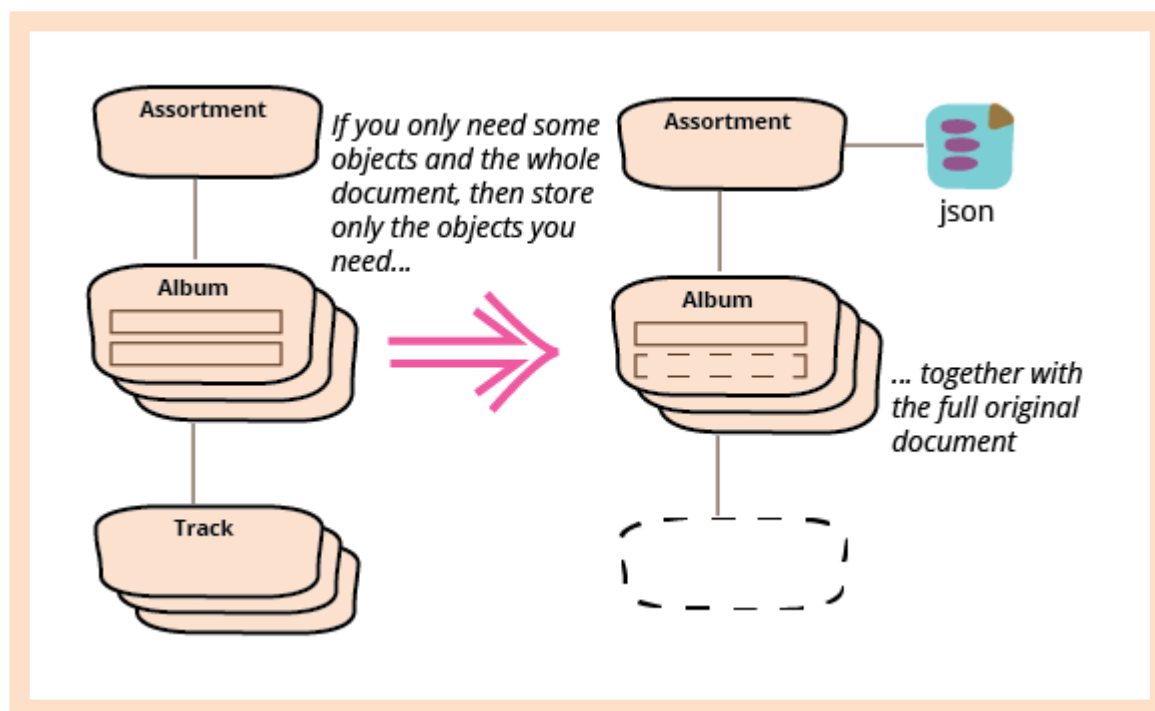 Assortment
If you only need some
objects and the whole
document, then store
only the objects you
need...
Assortment
json
Album
Album
... together with
the full original
document
Track